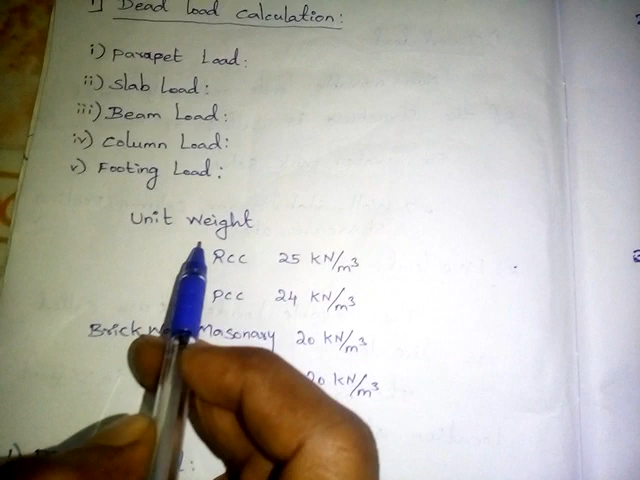 1] Dead Load Calculation:
i) Parapet Load:
ii) Slab Load:
iii) Beam Load:
iv) Column Load:
v) Footing Load:
Unit Weight
RCC 25 KN/m³
PCC 24 KN/m³
Brick Masonary 20 KN/m³
20 KN/m³